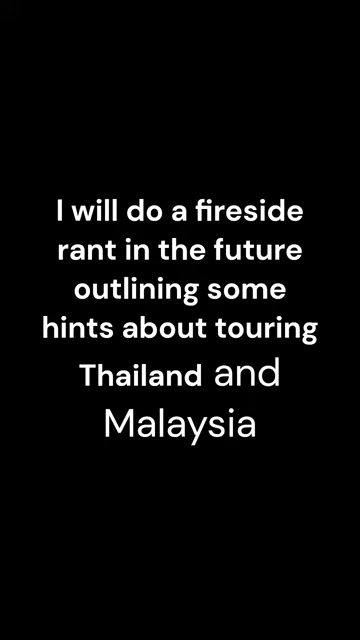 I will do a fireside
rant in the future
outlining some
hints about touring
Thailand and
Malaysia